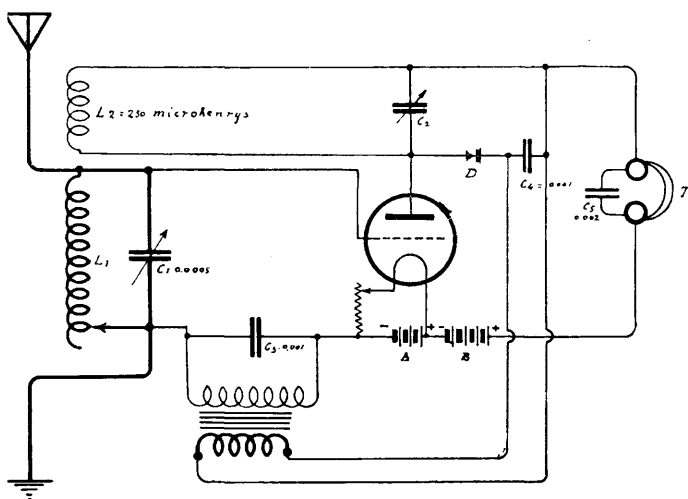 L2 = 250 microhenrys
C2
D
C4 = 0.001
C5
0.002
T
L1
C1 0.0005
C3 0.001
- + - +
A B